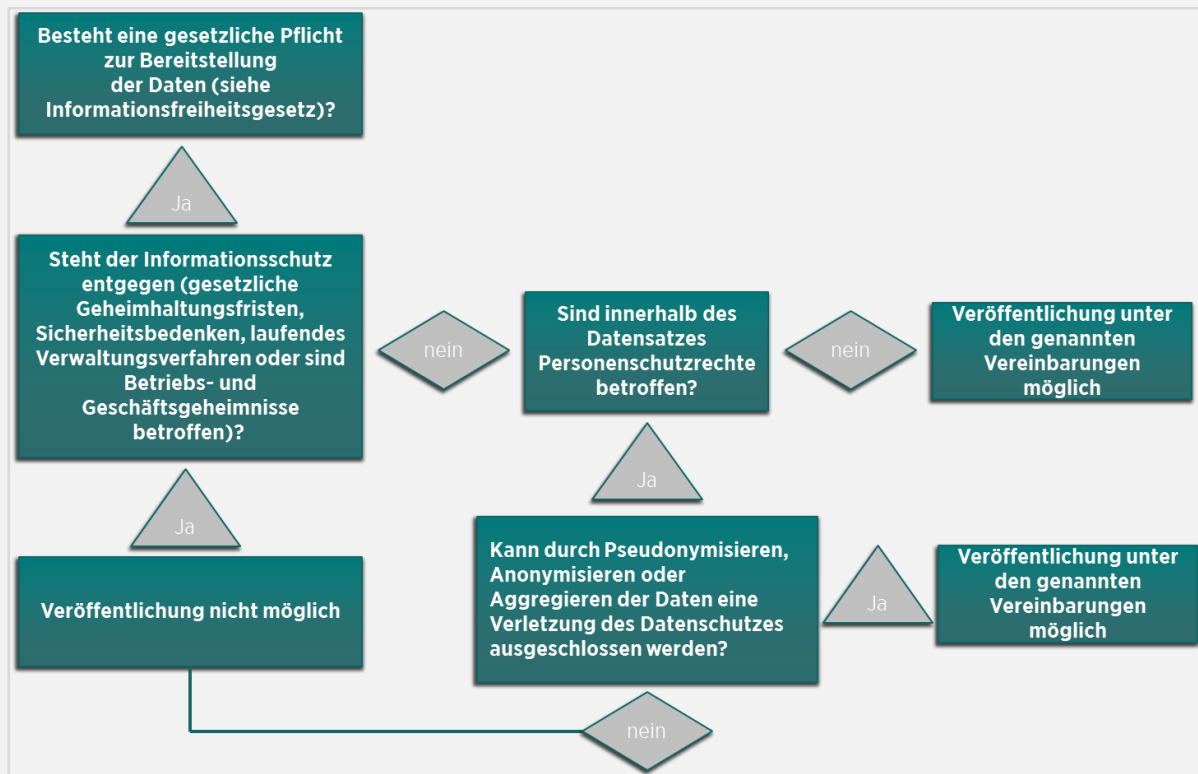 Besteht eine gesetzliche Pflicht
zur Bereitstellung
der Daten (siehe
Informationsfreiheitsgesetz)?
Ja
Steht der Informationsschutz
entgegen (gesetzliche
Geheimhaltungsfristen,
Sicherheitsbedenken, laufendes
Verwaltungsverfahren oder sind
Betriebs- und
Geschäftsgeheimnisse
betroffen)?
nein
Sind innerhalb des
Datensatzes
Personenschutzrechte
betroffen?
nein
Veröffentlichung unter
den genannten
Vereinbarungen
möglich
Ja
Veröffentlichung nicht möglich
Ja
Kann durch Pseudonymisieren,
Anonymisieren oder
Aggregieren der Daten eine
Verletzung des Datenschutzes
ausgeschlossen werden?
Ja
Veröffentlichung unter
den genannten
Vereinbarungen
möglich
nein